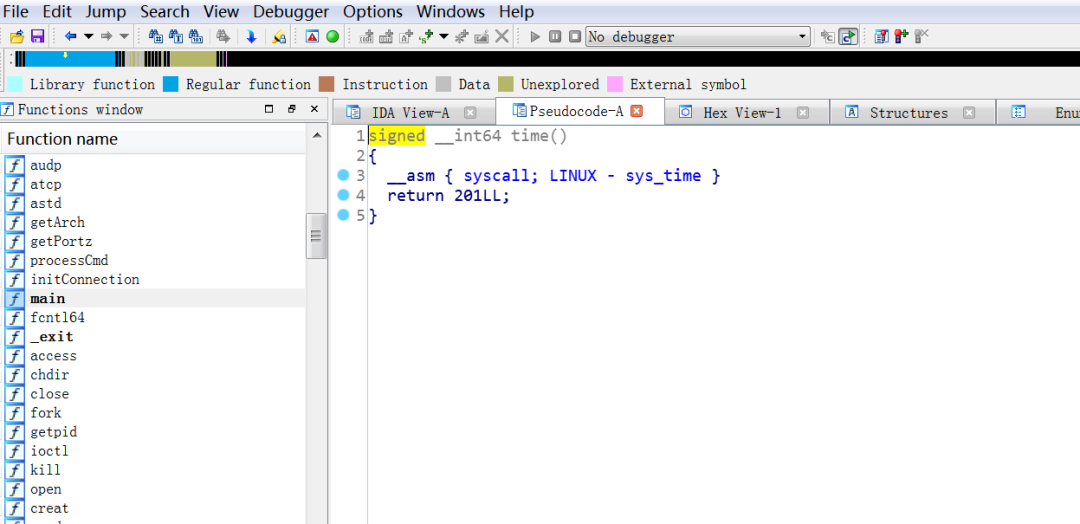 File Edit Jump Search View Debugger Options Windows Help
No debugger
Library function Regular function Instruction Data Unexplored External symbol
Functions window
IDA View-A Pseudocode-A Hex View-1 Structures Enu
Function name
audp
atcp
astd
getArch
getPortz
processCmd
initConnection
main
fcntl64
_exit
access
chdir
close
fork
getpid
ioctl
kill
open
creat
1 signed __int64 time()
2 {
3 __asm { syscall; LINUX - sys_time }
4 return 201LL;
5 }